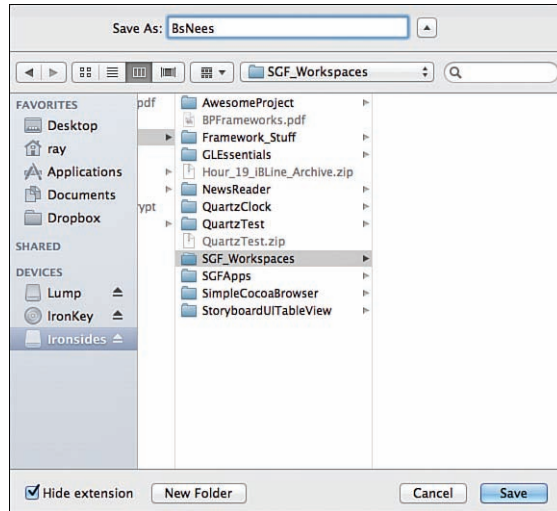 Save As: BsNees
SGF_Workspaces
FAVORITES
Desktop
ray
Applications
Documents
Dropbox
SHARED
DEVICES
Lump
IronKey
Ironsides
pdf
ypt
AwesomeProject
BPFrameworks.pdf
Framework_Stuff
GLEssentials
Hour_19_iBLine_Archive.zip
NewsReader
QuartzClock
QuartzTest
QuartzTest.zip
SGF_Workspaces
SGFApps
SimpleCocoaBrowser
StoryboardUITableView
Hide extension
New Folder
Cancel
Save